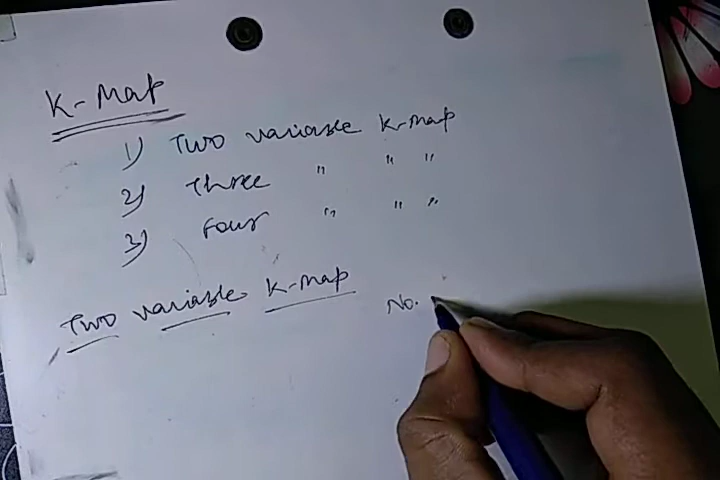 K-Map
1) Two variable K-Map
2) Three " " "
3) Four " " "
Two variable K-Map
No.